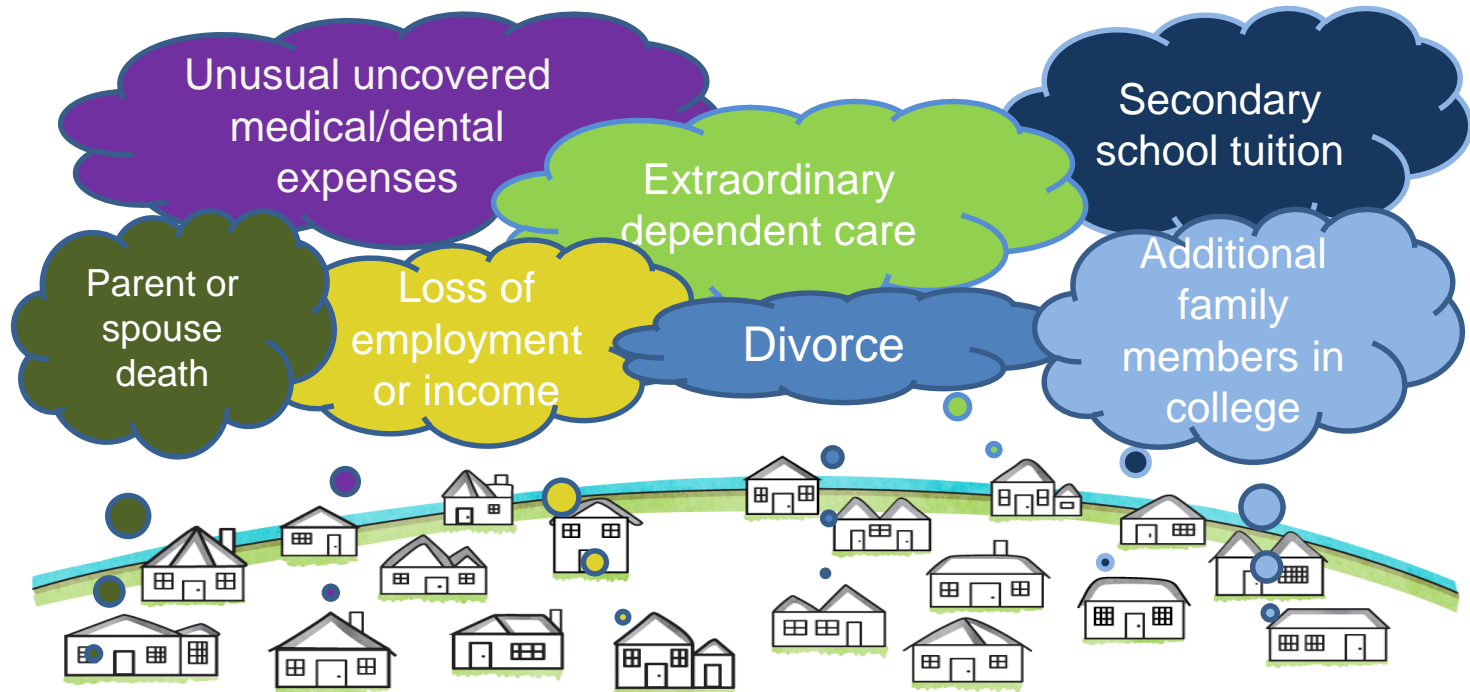 Unusual uncovered
medical/dental
expenses
Extraordinary
dependent care
Secondary
school tuition
Parent or
spouse
death
Loss of
employment
or income
Divorce
Additional
family
members in
college